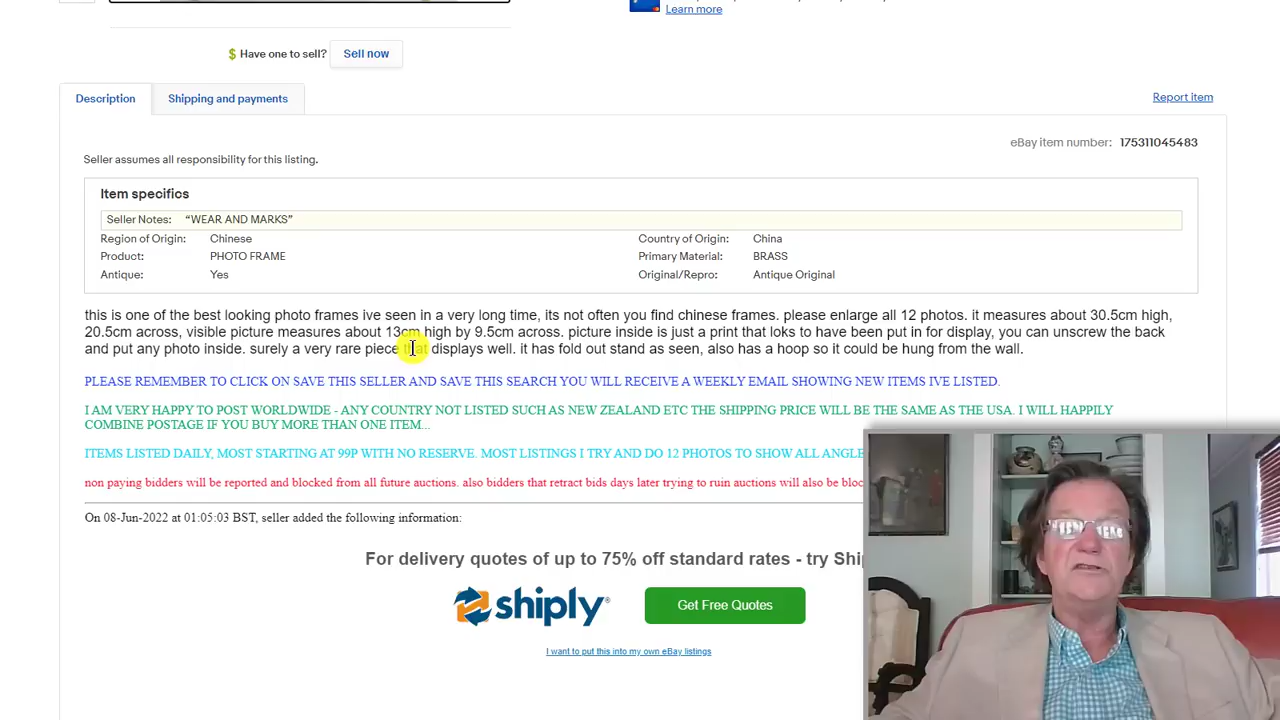 Learn more
Have one to sell? Sell now
Description Shipping and payments Report item
eBay item number: 175311045483
Seller assumes all responsibility for this listing.
Item specifics
Seller Notes: “WEAR AND MARKS”
Region of Origin: Chinese Country of Origin: China
Product: PHOTO FRAME Primary Material: BRASS
Antique: Yes Original/Repro: Antique Original
this is one of the best looking photo frames ive seen in a very long time, its not often you find chinese frames. please enlarge all 12 photos. it measures about 30.5cm high,
20.5cm across, visible picture measures about 13cm high by 9.5cm across. picture inside is just a print that loks to have been put in for display, you can unscrew the back
and put any photo inside. surely a very rare piece that displays well. it has fold out stand as seen, also has a hoop so it could be hung from the wall.
PLEASE REMEMBER TO CLICK ON SAVE THIS SELLER AND SAVE THIS SEARCH YOU WILL RECEIVE A WEEKLY EMAIL SHOWING NEW ITEMS IVE LISTED.
I AM VERY HAPPY TO POST WORLDWIDE - ANY COUNTRY NOT LISTED SUCH AS NEW ZEALAND ETC THE SHIPPING PRICE WILL BE THE SAME AS THE USA. I WILL HAPPILY
COMBINE POSTAGE IF YOU BUY MORE THAN ONE ITEM...
ITEMS LISTED DAILY, MOST STARTING AT 99P WITH NO RESERVE. MOST LISTINGS I TRY AND DO 12 PHOTOS TO SHOW ALL
non paying bidders will be reported and blocked from all future auctions. also bidders that retract bids days later trying to ruin auctions will also be
On 08-Jun-2022 at 01:05:03 BST, seller added the following information:
For delivery quotes of up to 75% off standard rates - try
shiply Get Free Quotes
I want to put this into my own eBay listings